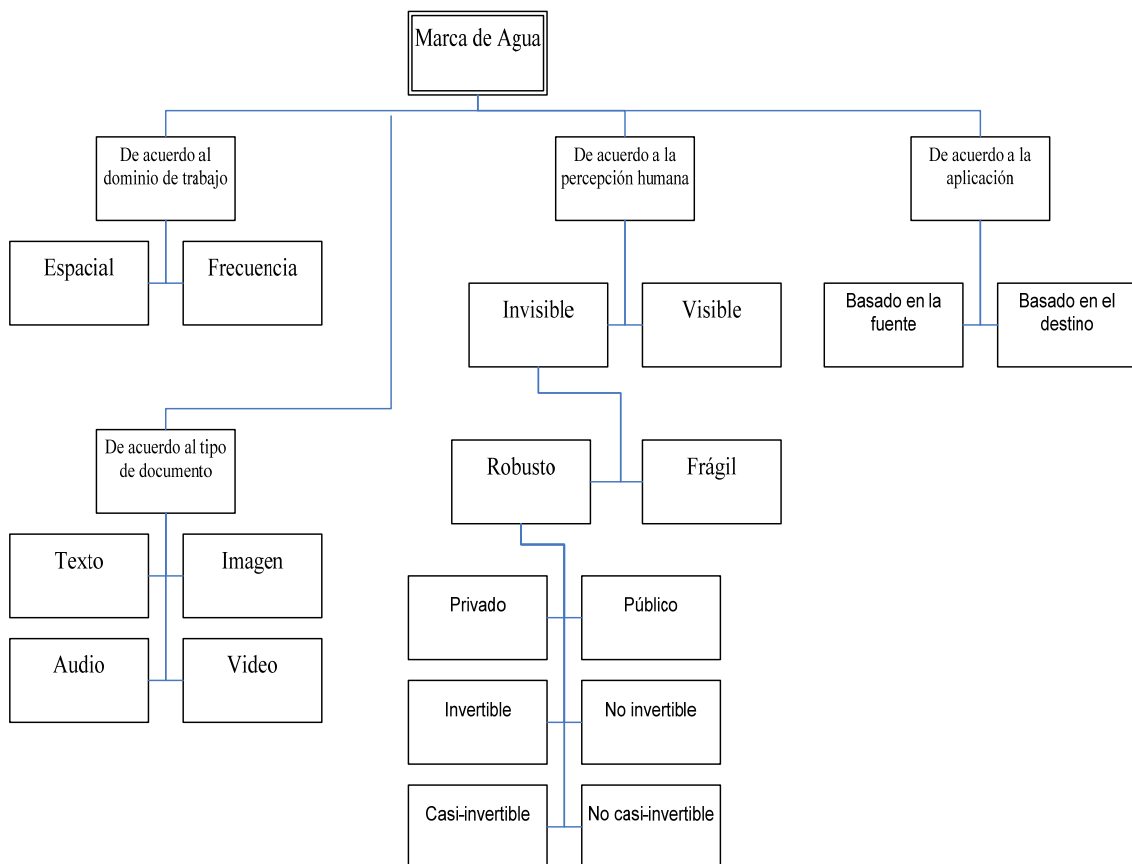 Marca de Agua
De acuerdo al
dominio de trabajo
De acuerdo a la
percepción humana
De acuerdo a la
aplicación
Espacial
Frecuencia
Invisible
Visible
Basado en la
fuente
Basado en el
destino
De acuerdo al tipo
de documento
Robusto
Frágil
Texto
Imagen
Privado
Público
Audio
Video
Invertible
No invertible
Casi-invertible
No casi-invertible